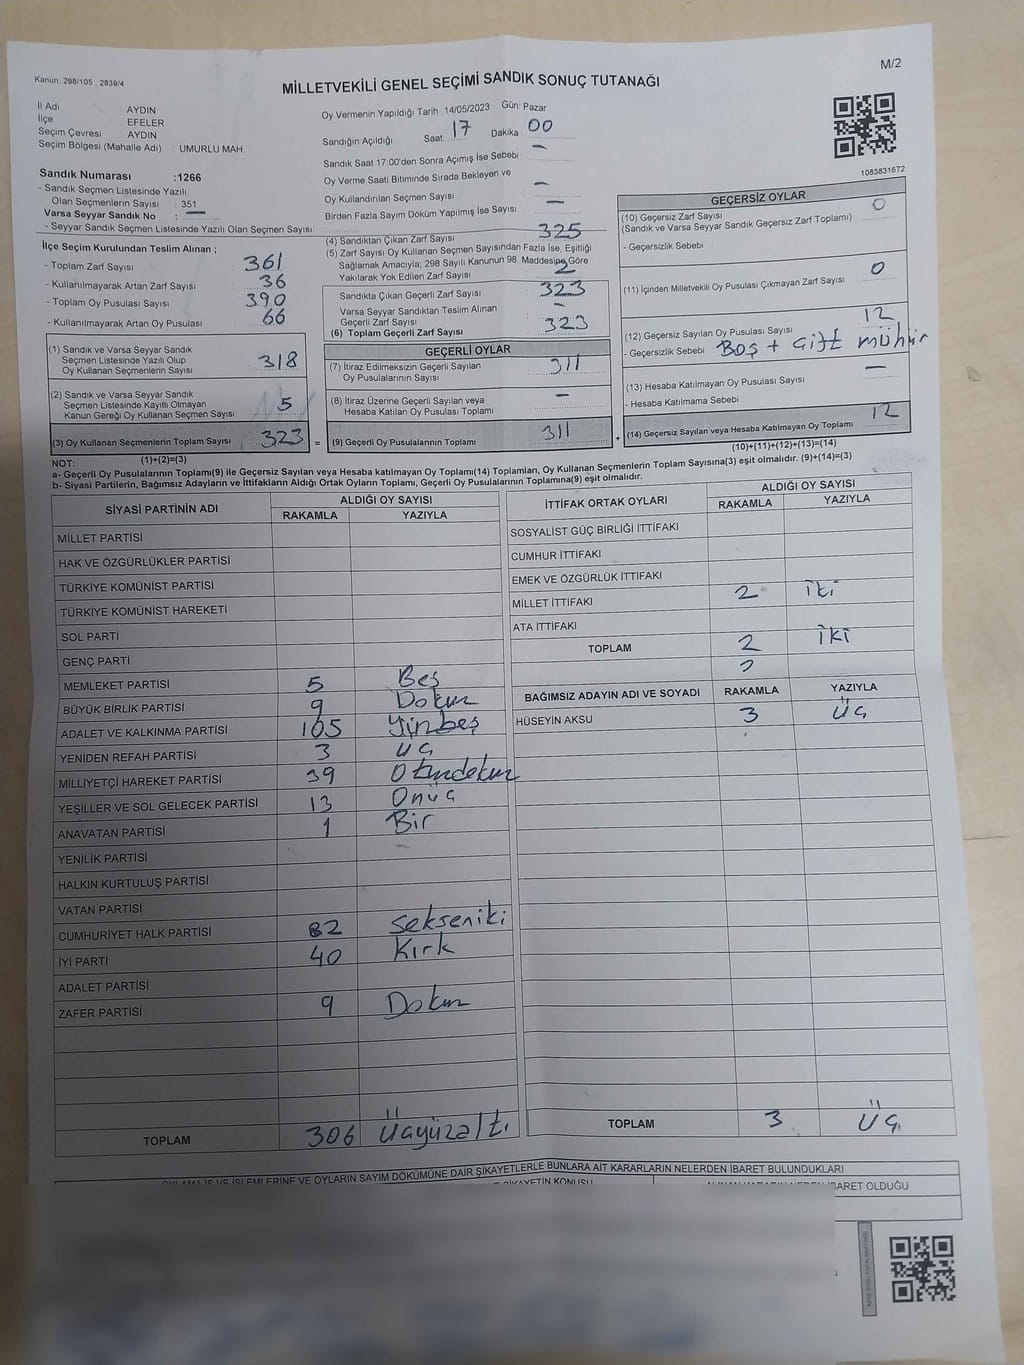 Kanun. 298/105 , 2839/4
M/2
MİLLETVEKİLİ GENEL SEÇİMİ SANDIK SONUÇ TUTANAĞI
İl Adı : AYDIN
İlçe : EFELER
Seçim Çevresi : AYDIN
Seçim Bölgesi (Mahalle Adı) : UMURLU MAH.
Oy Vermenin Yapıldığı Tarih : 14/05/2023 Gün: Pazar
Sandığın Açıldığı Saat: 17 Dakika: 00
Sandık Saat 17:00'den Sonra Açımış İse Sebebi : —
Oy Verme Saati Bitiminde Sırada Bekleyen ve
Oy Kullandırılan Seçmen Sayısı : —
Birden Fazla Sayım Döküm Yapılmış İse Sayısı : —
1083831672
Sandık Numarası :1266
- Sandık Seçmen Listesinde Yazılı
Olan Seçmenlerin Sayısı : 351
Varsa Seyyar Sandık No : —
- Seyyar Sandık Seçmen Listesinde Yazılı Olan Seçmen Sayısı:
İlçe Seçim Kurulundan Teslim Alınan ;
- Toplam Zarf Sayısı 361
- Kullanılmayarak Artan Zarf Sayısı : 36
- Toplam Oy Pusulası Sayısı : 390
- Kullanılmayarak Artan Oy Pusulası : 66
(4) Sandıktan Çıkan Zarf Sayısı 325
(5) Zarf Sayısı Oy Kullanan Seçmen Sayısından Fazla İse, Eşitliği
Sağlamak Amacıyla; 298 Sayılı Kanunun 98. Maddesine Göre
Yakılarak Yok Edilen Zarf Sayısı : 2
Sandıkta Çıkan Geçerli Zarf Sayısı : 323
Varsa Seyyar Sandıktan Teslim Alınan
Geçerli Zarf Sayısı : —
(6) Toplam Geçerli Zarf Sayısı : 323
GEÇERSİZ OYLAR
(10) Geçersiz Zarf Sayısı : 0
(Sandık ve Varsa Seyyar Sandık Geçersiz Zarf Toplamı)
- Geçersizlik Sebebi :
(11) İçinden Milletvekili Oy Pusulası Çıkmayan Zarf Sayısı : 0
(12) Geçersiz Sayılan Oy Pusulası Sayısı : 12
- Geçersizlik Sebebi : Boş + Çift mühür
(13) Hesaba Katılmayan Oy Pusulası Sayısı : —
- Hesaba Katılmama Sebebi :
(14) Geçersiz Sayılan veya Hesaba Katılmayan Oy Toplamı : 12
(10)+(11)+(12)+(13)=(14)
(1) Sandık ve Varsa Seyyar Sandık
Seçmen Listesinde Yazılı Olup
Oy Kullanan Seçmenlerin Sayısı : 318
(2) Sandık ve Varsa Seyyar Sandık
Seçmen Listesinde Kayıtlı Olmayan
Kanun Gereği Oy Kullanan Seçmen Sayısı : 5
(3) Oy Kullanan Seçmenlerin Toplam Sayısı : 323 =
(1)+(2)=(3)
GEÇERLİ OYLAR
(7) İtiraz Edilmeksizin Geçerli Sayılan
Oy Pusulalarının Sayısı : 311
(8) İtiraz Üzerine Geçerli Sayılan veya
Hesaba Katılan Oy Pusulası Toplamı : —
(9) Geçerli Oy Pusulalarının Toplamı : 311 +
NOT:
a- Geçerli Oy Pusulalarının Toplamı(9) ile Geçersiz Sayılan veya Hesaba katılmayan Oy Toplamı(14) Toplamları, Oy Kullanan Seçmenlerin Toplam Sayısına(3) eşit olmalıdır. (9)+(14)=(3)
b- Siyasi Partilerin, Bağımsız Adayların ve İttifakların Aldığı Ortak Oyların Toplamı, Geçerli Oy Pusulalarının Toplamına(9) eşit olmalıdır.
SİYASİ PARTİNİN ADI ALDIĞI OY SAYISI
RAKAMLA YAZIYLA
MİLLET PARTİSİ
HAK VE ÖZGÜRLÜKLER PARTİSİ
TÜRKİYE KOMÜNİST PARTİSİ
TÜRKİYE KOMÜNİST HAREKETİ
SOL PARTİ
GENÇ PARTİ
MEMLEKET PARTİSİ 5 Beş
BÜYÜK BİRLİK PARTİSİ 9 Dokuz
ADALET VE KALKINMA PARTİSİ 105 Yüzbeş
YENİDEN REFAH PARTİSİ 3 Üç
MİLLİYETÇİ HAREKET PARTİSİ 39 Otuzdokuz
YEŞİLLER VE SOL GELECEK PARTİSİ 13 Onüç
ANAVATAN PARTİSİ 1 Bir
YENİLİK PARTİSİ
HALKIN KURTULUŞ PARTİSİ
VATAN PARTİSİ
CUMHURİYET HALK PARTİSİ 82 Sekseniki
İYİ PARTİ 40 Kırk
ADALET PARTİSİ
ZAFER PARTİSİ 9 Dokuz
TOPLAM 306 Üçyüzaltı
İTTİFAK ORTAK OYLARI ALDIĞI OY SAYISI
RAKAMLA YAZIYLA
SOSYALİST GÜÇ BİRLİĞİ İTTİFAKI
CUMHUR İTTİFAKI
EMEK VE ÖZGÜRLÜK İTTİFAKI
MİLLET İTTİFAKI 2 iki
ATA İTTİFAKI
TOPLAM 2 iki
2
BAĞIMSIZ ADAYIN ADI VE SOYADI RAKAMLA YAZIYLA
HÜSEYİN AKSU 3 Üç
TOPLAM 3 Üç
OYLAMA İŞ VE İŞLEMLERİNE VE OYLARIN SAYIM DÖKÜMÜNE DAİR ŞİKAYETLERLE BUNLARA AİT KARARLARIN NELERDEN İBARET BULUNDUKLARI
ŞİKAYETİN KONUSU
ALINAN KARARIN NEDEN İBARET OLDUĞU